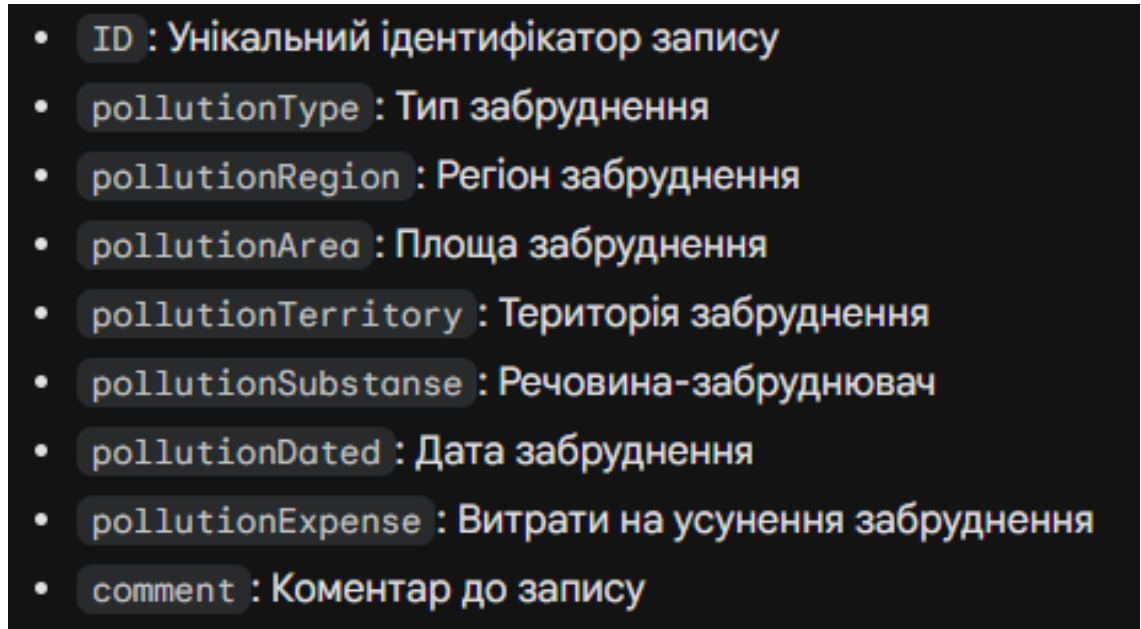 • ID : Унікальний ідентифікатор запису
• pollutionType : Тип забруднення
• pollutionRegion : Регіон забруднення
• pollutionArea : Площа забруднення
• pollutionTerritory : Територія забруднення
• pollutionSubstanse : Речовина-забруднювач
• pollutionDated : Дата забруднення
• pollutionExpense : Витрати на усунення забруднення
• comment : Коментар до запису